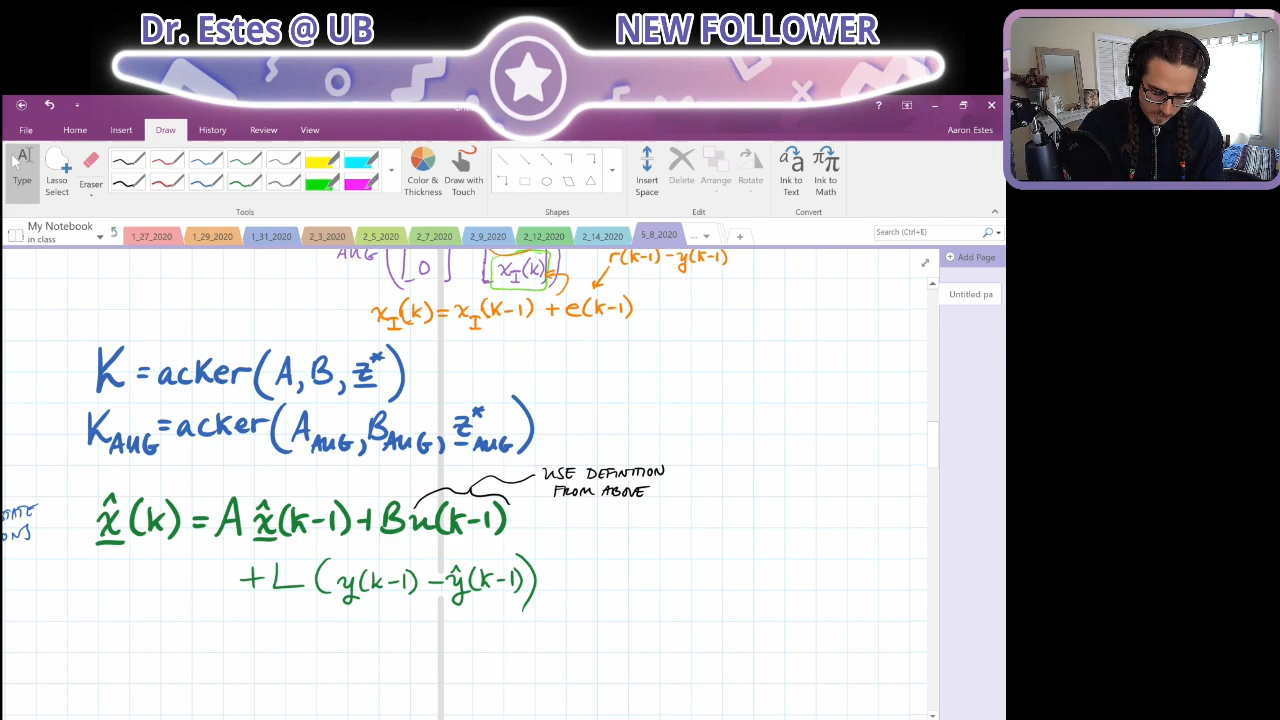 Dr. Estes @ UB
NEW FOLLOWER
?
File
Home
Insert
Draw
History
Review
View
Aaron Estes
Type
Lasso Select
Eraser
Color & Thickness
Draw with Touch
Insert Space
Delete
Arrange
Rotate
Ink to Text
Ink to Math
Tools
Shapes
Edit
Convert
My Notebook
in class
1_27_2020
1_29_2020
1_31_2020
2_3_2020
2_5_2020
2_7_2020
2_9_2020
2_12_2020
2_14_2020
5_8_2020
...
Search (Ctrl+E)
Add Page
Untitled pa
AUG ( [ 0 ] [ x_I(k) ] )
r(k-1) - y(k-1)
x_I(k) = x_I(k-1) + e(k-1)
K = acker(A, B, z*)
K_AUG = acker(A_AUG, B_AUG, z*_AUG)
USE DEFINITION
FROM ABOVE
x̂(k) = A x̂(k-1) + B u(k-1)
+ L ( y(k-1) - ŷ(k-1) )